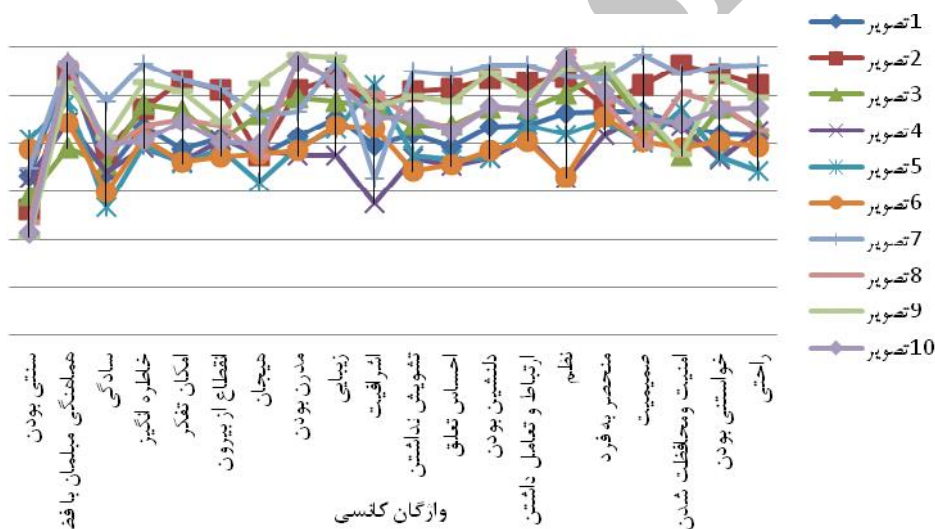 تصویر1
تصویر2
تصویر3
تصویر4
تصویر5
تصویر6
تصویر7
تصویر8
تصویر9
تصویر10
سنتی بودن
هماهنگی مبلمان با فض
سادگی
خاطره انگیز
امکان تفکر
انقطاع از بیرون
هیجان
مدرن بودن
زیبایی
اشرافیت
تشویش نداشتن
احساس تعلق
دلنشین بودن
ارتباط و تعامل داشتن
نظم
منحصر به فرد
صمیمیت
امنیت ومحافظت شدن
خواستنی بودن
راحتی
واژگان کانسی